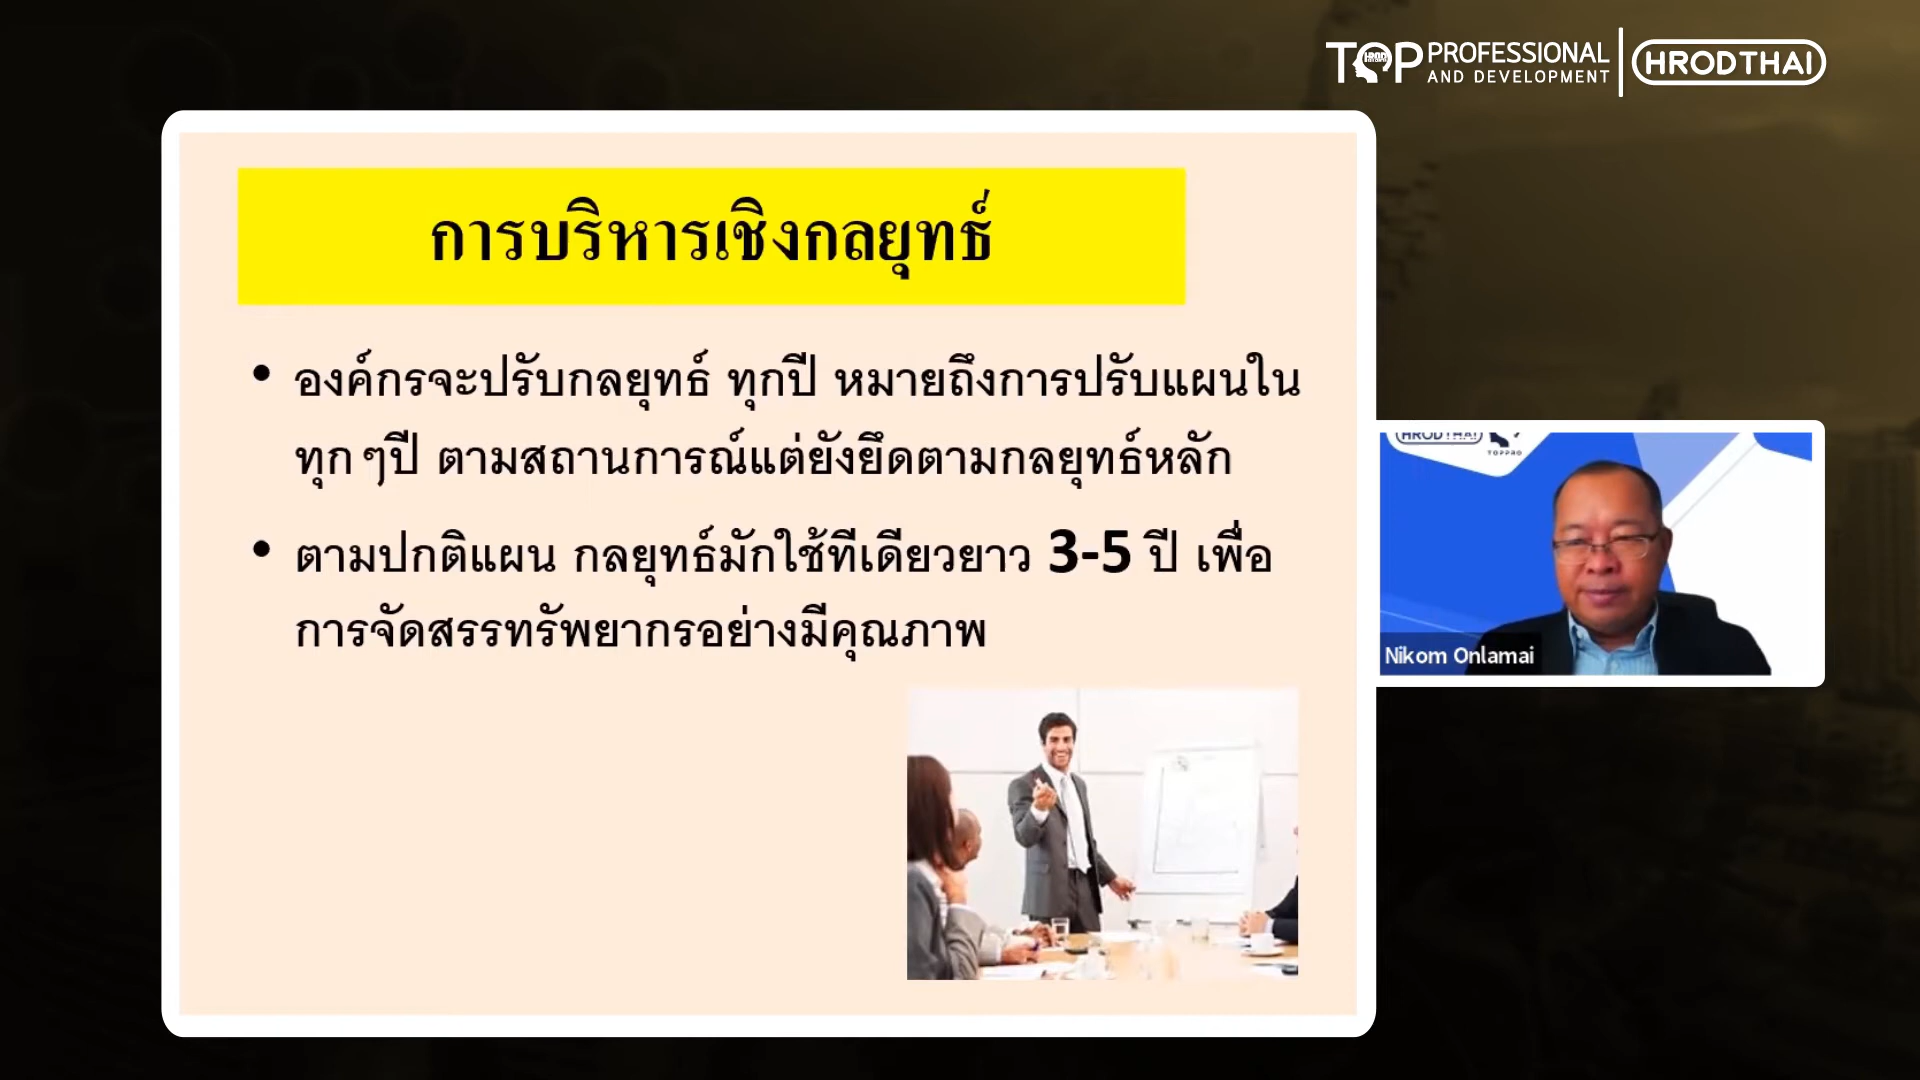 TOP PROFESSIONAL AND DEVELOPMENT
HRODTHAI
การบริหารเชิงกลยุทธ์
• องค์กรจะปรับกลยุทธ์ ทุกปี หมายถึงการปรับแผนใน
ทุกๆปี ตามสถานการณ์แต่ยังยึดตามกลยุทธ์หลัก
• ตามปกติแผน กลยุทธ์มักใช้ทีเดียวยาว 3-5 ปี เพื่อ
การจัดสรรทรัพยากรอย่างมีคุณภาพ
HRODTHAI
TOPPRO
Nikom Onlamai